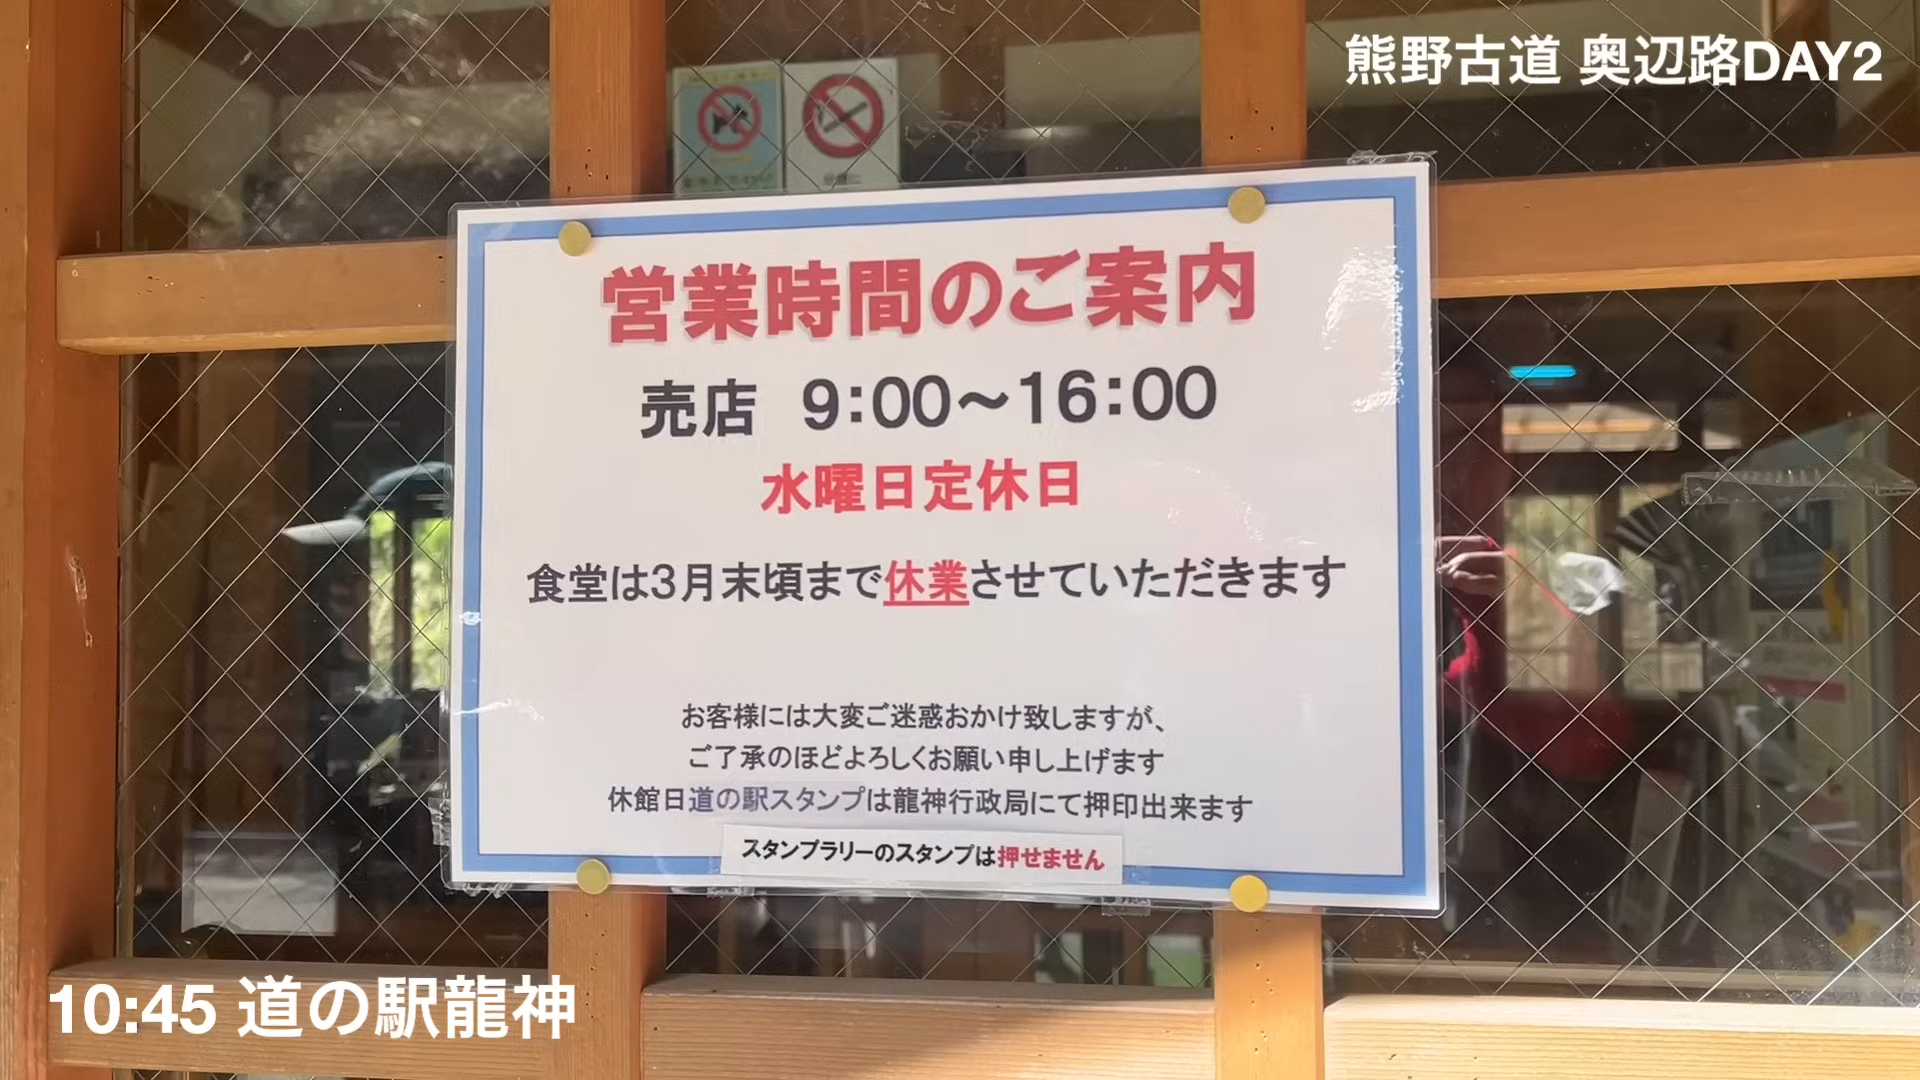 熊野古道 奥辺路DAY2
営業時間のご案内
売店 9:00～16:00
水曜日定休日
食堂は3月末頃まで休業させていただきます
お客様には大変ご迷惑おかけ致しますが、
ご了承のほどよろしくお願い申し上げます
休館日道の駅スタンプは龍神行政局にて押印出来ます
スタンプラリーのスタンプは押せません
10:45 道の駅龍神